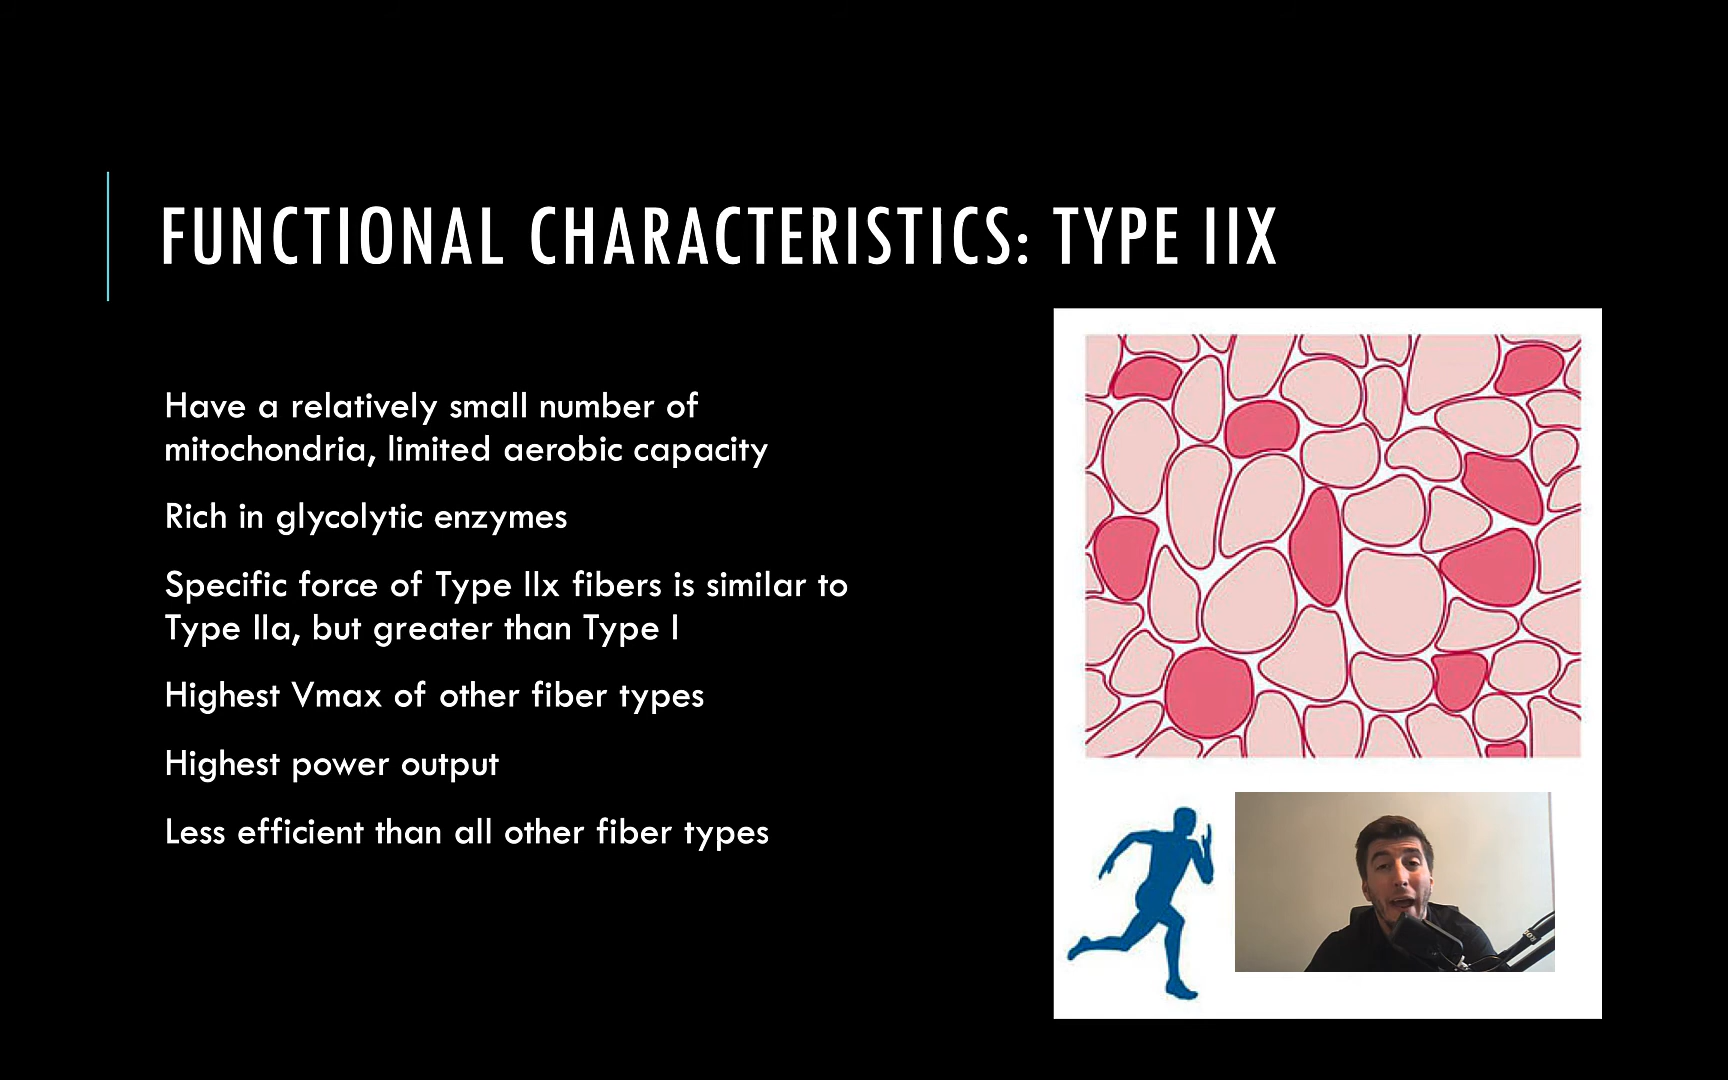 FUNCTIONAL CHARACTERISTICS: TYPE IIX
Have a relatively small number of
mitochondria, limited aerobic capacity
Rich in glycolytic enzymes
Specific force of Type IIx fibers is similar to
Type IIa, but greater than Type I
Highest Vmax of other fiber types
Highest power output
Less efficient than all other fiber types